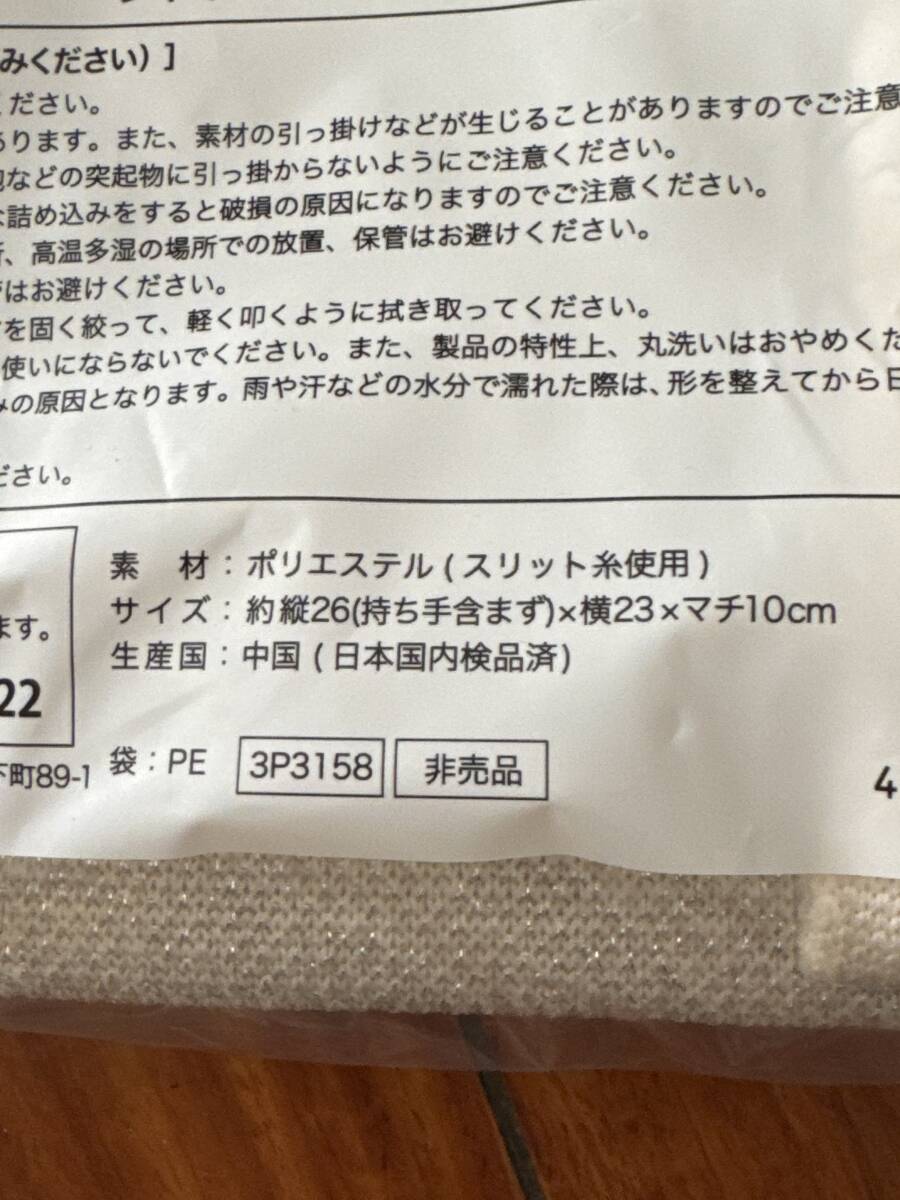 みください）]
ください。
あります。また、素材の引っ掛けなどが生じることがありますのでご注意
などの突起物に引っ掛からないようにご注意ください。
詰め込みをすると破損の原因になりますのでご注意ください。
、高温多湿の場所での放置、保管はお避けください。
はお避けください。
を固く絞って、軽く叩くように拭き取ってください。
使いにならないでください。また、製品の特性上、丸洗いはおやめくだ
みの原因となります。雨や汗などの水分で濡れた際は、形を整えてから日
ださい。
素　材：ポリエステル(スリット糸使用)
サイズ：約縦26(持ち手含まず)×横23×マチ10cm
生産国：中国(日本国内検品済)
ます。
22
下町89-1
袋：PE 3P3158 非売品
4